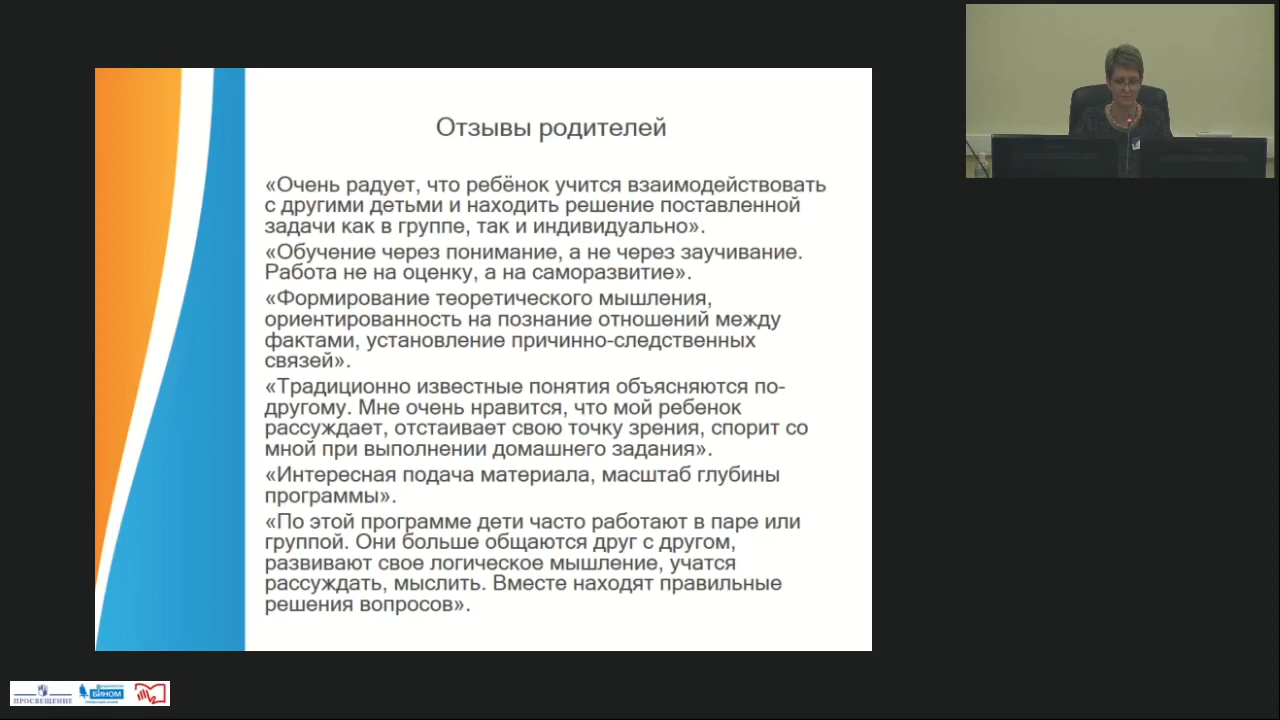 Отзывы родителей
«Очень радует, что ребёнок учится взаимодействовать
с другими детьми и находить решение поставленной
задачи как в группе, так и индивидуально».
«Обучение через понимание, а не через заучивание.
Работа не на оценку, а на саморазвитие».
«Формирование теоретического мышления,
ориентированность на познание отношений между
фактами, установление причинно-следственных
связей».
«Традиционно известные понятия объясняются по-
другому. Мне очень нравится, что мой ребенок
рассуждает, отстаивает свою точку зрения, спорит со
мной при выполнении домашнего задания».
«Интересная подача материала, масштаб глубины
программы».
«По этой программе дети часто работают в паре или
группой. Они больше общаются друг с другом,
развивают свое логическое мышление, учатся
рассуждать, мыслить. Вместе находят правильные
решения вопросов».
ПРОСВЕЩЕНИЕ
БИНОМ